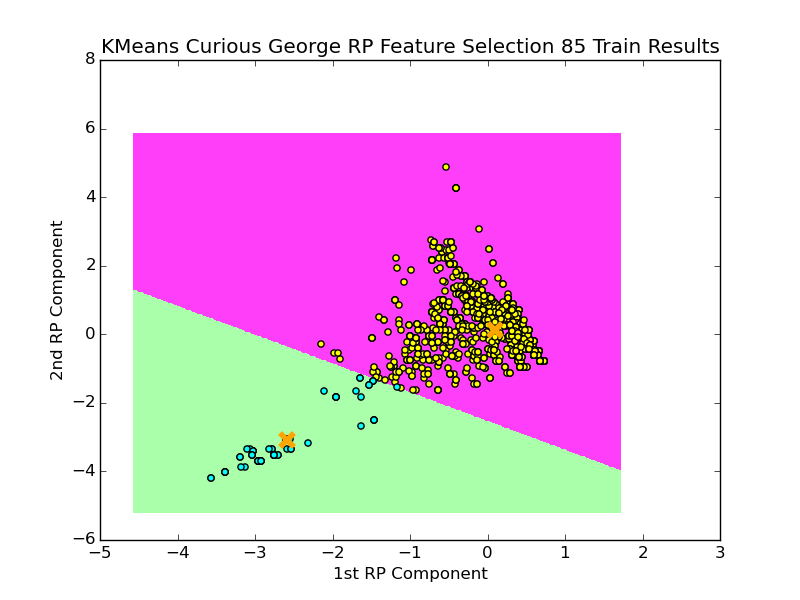 KMeans Curious George RP Feature Selection 85 Train Results
8
6
4
2
0
−2
−4
−6
2nd RP Component
−5 −4 −3 −2 −1 0 1 2 3
1st RP Component